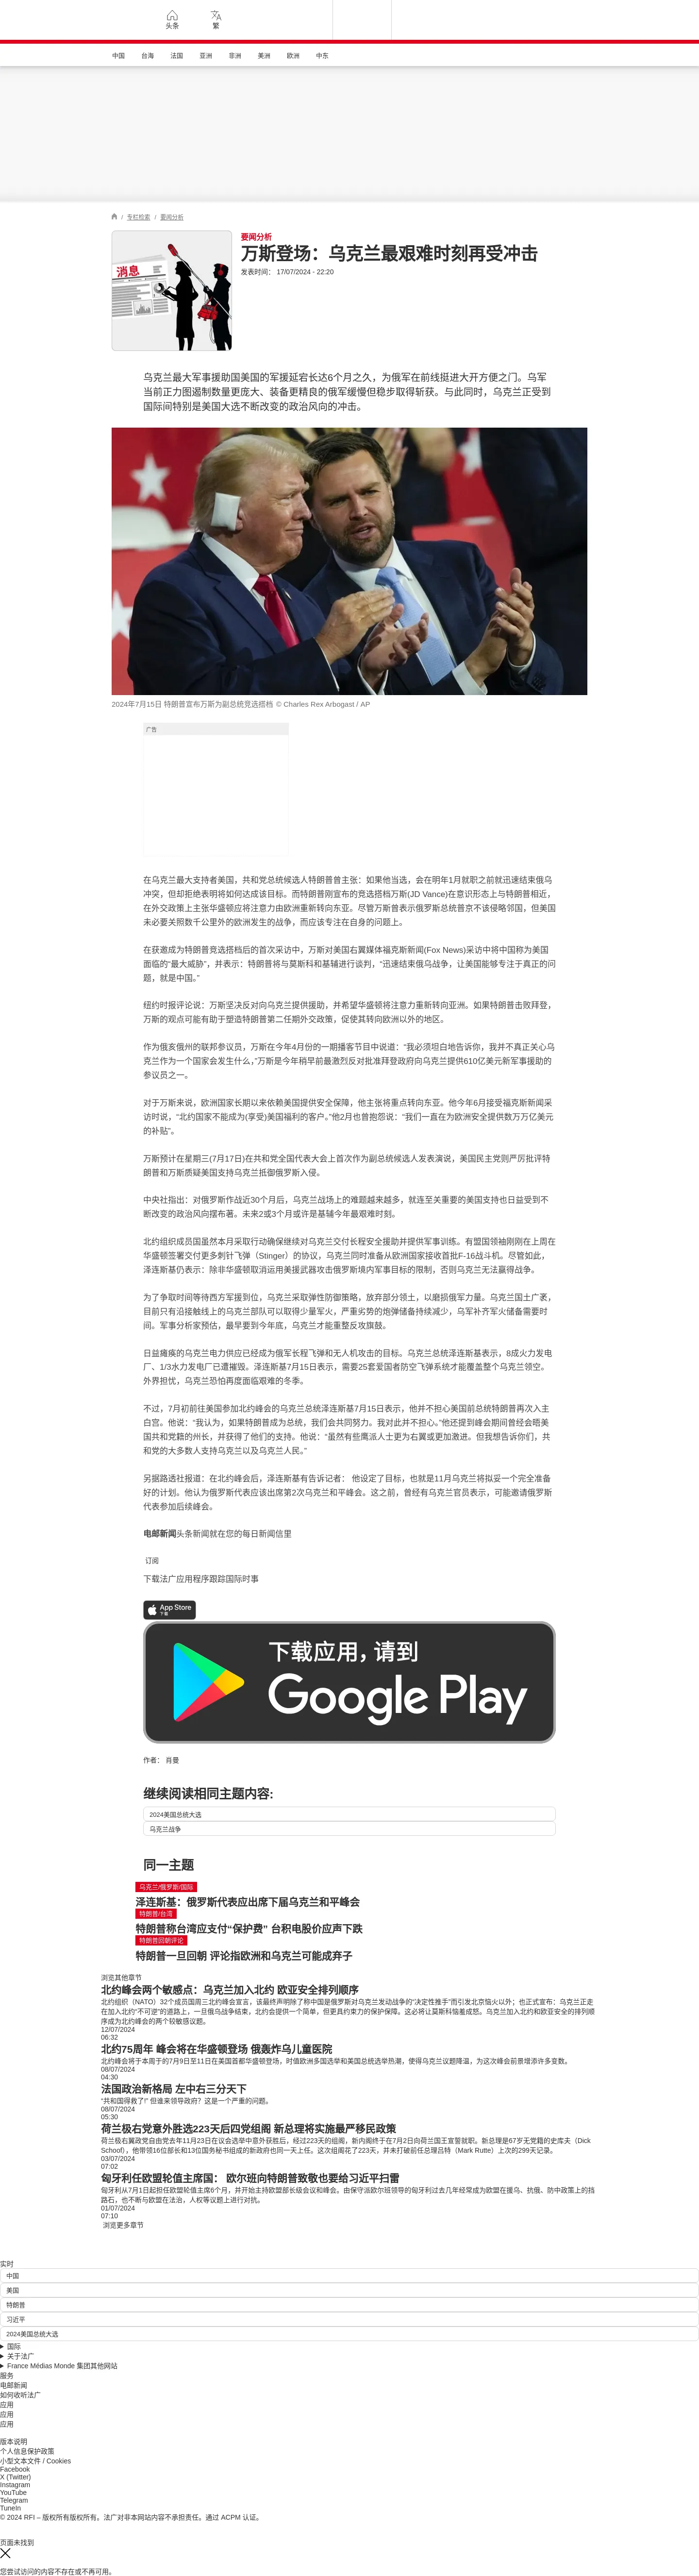 头条
繁
中国 台海 法国 亚洲 非洲 美洲 欧洲 中东
/ 专栏检索 / 要闻分析
消息
要闻分析
万斯登场：乌克兰最艰难时刻再受冲击
发表时间： 17/07/2024 - 22:20
乌克兰最大军事援助国美国的军援延宕长达6个月之久，为俄军在前线挺进大开方便之门。乌军
当前正力图遏制数量更庞大、装备更精良的俄军缓慢但稳步取得斩获。与此同时，乌克兰正受到
国际间特别是美国大选不断改变的政治风向的冲击。
2024年7月15日 特朗普宣布万斯为副总统竞选搭档 © Charles Rex Arbogast / AP
广告
在乌克兰最大支持者美国，共和党总统候选人特朗普曾主张：如果他当选，会在明年1月就职之前就迅速结束俄乌
冲突，但却拒绝表明将如何达成该目标。而特朗普刚宣布的竞选搭档万斯(JD Vance)在意识形态上与特朗普相近，
在外交政策上主张华盛顿应将注意力由欧洲重新转向东亚。尽管万斯曾表示俄罗斯总统普京不该侵略邻国，但美国
未必要关照数千公里外的欧洲发生的战争，而应该专注在自身的问题上。
在获邀成为特朗普竞选搭档后的首次采访中，万斯对美国右翼媒体福克斯新闻(Fox News)采访中将中国称为美国
面临的“最大威胁”，并表示：特朗普将与莫斯科和基辅进行谈判，“迅速结束俄乌战争，让美国能够专注于真正的问
题，就是中国。”
纽约时报评论说：万斯坚决反对向乌克兰提供援助，并希望华盛顿将注意力重新转向亚洲。如果特朗普击败拜登，
万斯的观点可能有助于塑造特朗普第二任期外交政策，促使其转向欧洲以外的地区。
作为俄亥俄州的联邦参议员，万斯在今年4月份的一期播客节目中说道：“我必须坦白地告诉你，我并不真正关心乌
克兰作为一个国家会发生什么，”万斯是今年稍早前最激烈反对批准拜登政府向乌克兰提供610亿美元新军事援助的
参议员之一。
对于万斯来说，欧洲国家长期以来依赖美国提供安全保障，他主张将重点转向东亚。他今年6月接受福克斯新闻采
访时说，“北约国家不能成为(享受)美国福利的客户。”他2月也曾抱怨说：“我们一直在为欧洲安全提供数万万亿美元
的补贴”。
万斯预计在星期三(7月17日)在共和党全国代表大会上首次作为副总统候选人发表演说，美国民主党则严厉批评特
朗普和万斯质疑美国支持乌克兰抵御俄罗斯入侵。
中央社指出：对俄罗斯作战近30个月后，乌克兰战场上的难题越来越多，就连至关重要的美国支持也日益受到不
断改变的政治风向摆布著。未来2或3个月或许是基辅今年最艰难时刻。
北约组织成员国虽然本月采取行动确保继续对乌克兰交付长程安全援助并提供军事训练。有盟国领袖刚刚在上周在
华盛顿签署交付更多刺针飞弹（Stinger）的协议，乌克兰同时准备从欧洲国家接收首批F-16战斗机。尽管如此，
泽连斯基仍表示：除非华盛顿取消运用美援武器攻击俄罗斯境内军事目标的限制，否则乌克兰无法赢得战争。
为了争取时间等待西方军援到位，乌克兰采取弹性防御策略，放弃部分领土，以磨损俄军力量。乌克兰国土广袤，
目前只有沿接触线上的乌克兰部队可以取得少量军火，严重劣势的炮弹储备持续减少，乌军补齐军火储备需要时
间。军事分析家预估，最早要到今年底，乌克兰才能重整反攻旗鼓。
日益瘫痪的乌克兰电力供应已经成为俄军长程飞弹和无人机攻击的目标。乌克兰总统泽连斯基表示，8成火力发电
厂、1/3水力发电厂已遭摧毁。泽连斯基7月15日表示，需要25套爱国者防空飞弹系统才能覆盖整个乌克兰领空。
外界担忧，乌克兰恐怕再度面临艰难的冬季。
不过，7月初前往美国参加北约峰会的乌克兰总统泽连斯基7月15日表示，他并不担心美国前总统特朗普再次入主
白宫。他说：“我认为，如果特朗普成为总统，我们会共同努力。我对此并不担心。”他还提到峰会期间曾经会晤美
国共和党籍的州长，并获得了他们的支持。他说：“虽然有些鹰派人士更为右翼或更加激进。但我想告诉你们，共
和党的大多数人支持乌克兰以及乌克兰人民。”
另据路透社报道：在北约峰会后，泽连斯基有告诉记者： 他设定了目标，也就是11月乌克兰将拟妥一个完全准备
好的计划。他认为俄罗斯代表应该出席第2次乌克兰和平峰会。这之前，曾经有乌克兰官员表示，可能邀请俄罗斯
代表参加后续峰会。
电邮新闻头条新闻就在您的每日新闻信里
订阅
下载法广应用程序跟踪国际时事
App Store
下载
下载应用，请到
Google Play
作者： 肖曼
继续阅读相同主题内容:
2024美国总统大选
乌克兰战争
同一主题
乌克兰/俄罗斯/国际
泽连斯基：俄罗斯代表应出席下届乌克兰和平峰会
特朗普/台湾
特朗普称台湾应支付“保护费” 台积电股价应声下跌
特朗普回朝评论
特朗普一旦回朝 评论指欧洲和乌克兰可能成弃子
浏览其他章节
北约峰会两个敏感点：乌克兰加入北约 欧亚安全排列顺序
北约组织（NATO）32个成员国周三北约峰会宣言，该最终声明除了称中国是俄罗斯对乌克兰发动战争的“决定性推手”而引发北京恼火以外；也正式宣布：乌克兰正走
在加入北约“不可逆”的道路上，一旦俄乌战争结束，北约会提供一个简单，但更具约束力的保护保障。这必将让莫斯科恼羞成怒。乌克兰加入北约和欧亚安全的排列顺
序成为北约峰会的两个较敏感议题。
12/07/2024
06:32
北约75周年 峰会将在华盛顿登场 俄轰炸乌儿童医院
北约峰会将于本周于的7月9日至11日在美国首都华盛顿登场，时值欧洲多国选举和美国总统选举热潮，使得乌克兰议题降温，为这次峰会前景增添许多变数。
08/07/2024
04:30
法国政治新格局 左中右三分天下
“共和国得救了!” 但谁来领导政府？这是一个严重的问题。
08/07/2024
05:30
荷兰极右党意外胜选223天后四党组阁 新总理将实施最严移民政策
荷兰极右翼政党自由党去年11月23日在议会选举中意外获胜后，经过223天的组阁，新内阁终于在7月2日向荷兰国王宣誓就职。新总理是67岁无党籍的史库夫（Dick
Schoof)，他带领16位部长和13位国务秘书组成的新政府也同一天上任。这次组阁花了223天，并未打破前任总理吕特（Mark Rutte）上次的299天记录。
03/07/2024
07:02
匈牙利任欧盟轮值主席国： 欧尔班向特朗普致敬也要给习近平扫雷
匈牙利从7月1日起担任欧盟轮值主席6个月，并开始主持欧盟部长级会议和峰会。由保守派欧尔班领导的匈牙利过去几年经常成为欧盟在援乌、抗俄、防中政策上的挡
路石，也不断与欧盟在法治，人权等议题上进行对抗。
01/07/2024
07:10
浏览更多章节
实时
中国
美国
特朗普
习近平
2024美国总统大选
国际
关于法广
France Médias Monde 集团其他网站
服务
电邮新闻
如何收听法广
应用
应用
应用
版本说明
个人信息保护政策
小型文本文件 / Cookies
Facebook
X (Twitter)
Instagram
YouTube
Telegram
TuneIn
© 2024 RFI – 版权所有版权所有。法广对非本网站内容不承担责任。通过 ACPM 认证。
页面未找到
您尝试访问的内容不存在或不再可用。